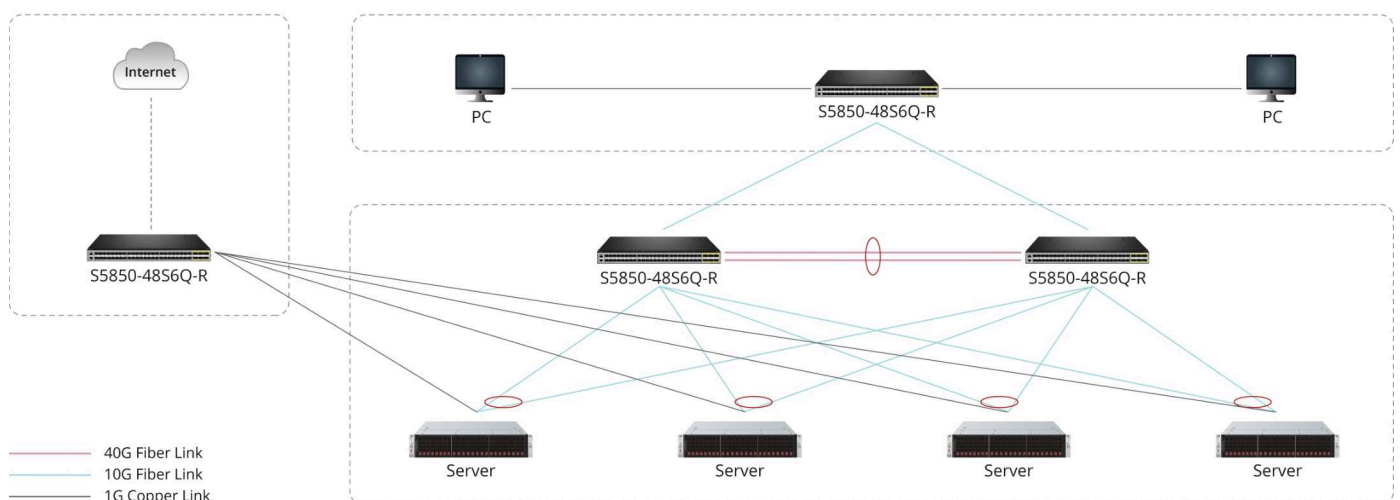 Internet
S5850-48S6Q-R
PC
S5850-48S6Q-R
PC
S5850-48S6Q-R
S5850-48S6Q-R
Server
Server
Server
Server
40G Fiber Link
10G Fiber Link
1G Copper Link